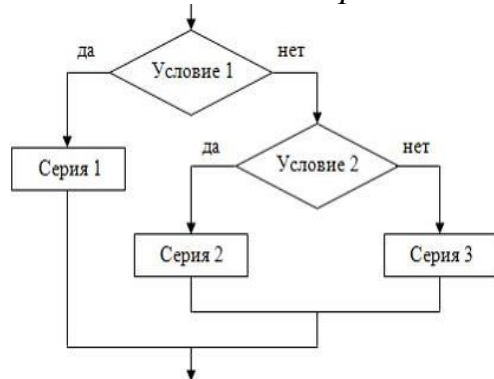 да
нет
Условие 1
Серия 1
да
нет
Условие 2
Серия 2
Серия 3